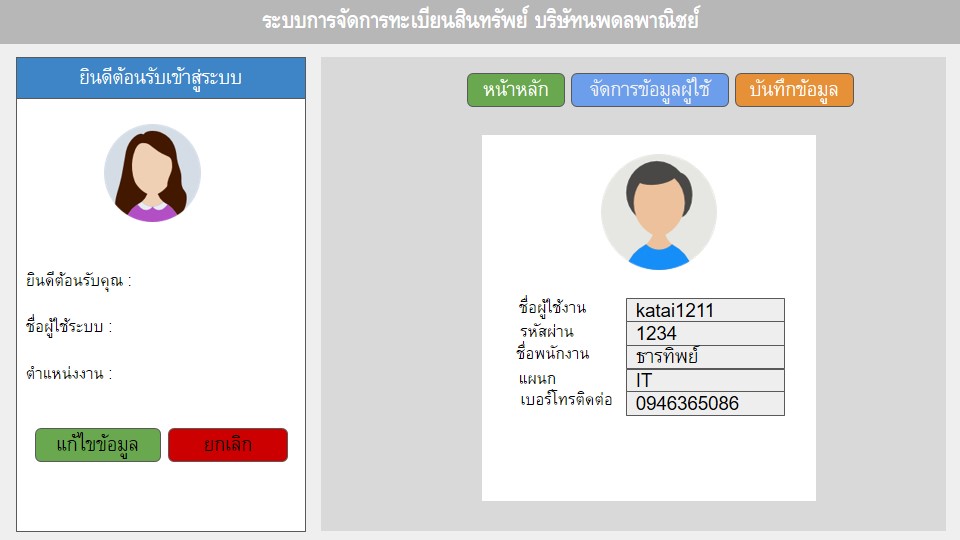 ระบบการจัดการทะเบียนสินทรัพย์ บริษัทนพดลพาณิชย์
ยินดีต้อนรับเข้าสู่ระบบ
ยินดีต้อนรับคุณ :
ชื่อผู้ใช้ระบบ :
ตำแหน่งงาน :
แก้ไขข้อมูล ยกเลิก
หน้าหลัก จัดการข้อมูลผู้ใช้ บันทึกข้อมูล
ชื่อผู้ใช้งาน katai1211
รหัสผ่าน 1234
ชื่อพนักงาน ธารทิพย์
แผนก IT
เบอร์โทรติดต่อ 0946365086